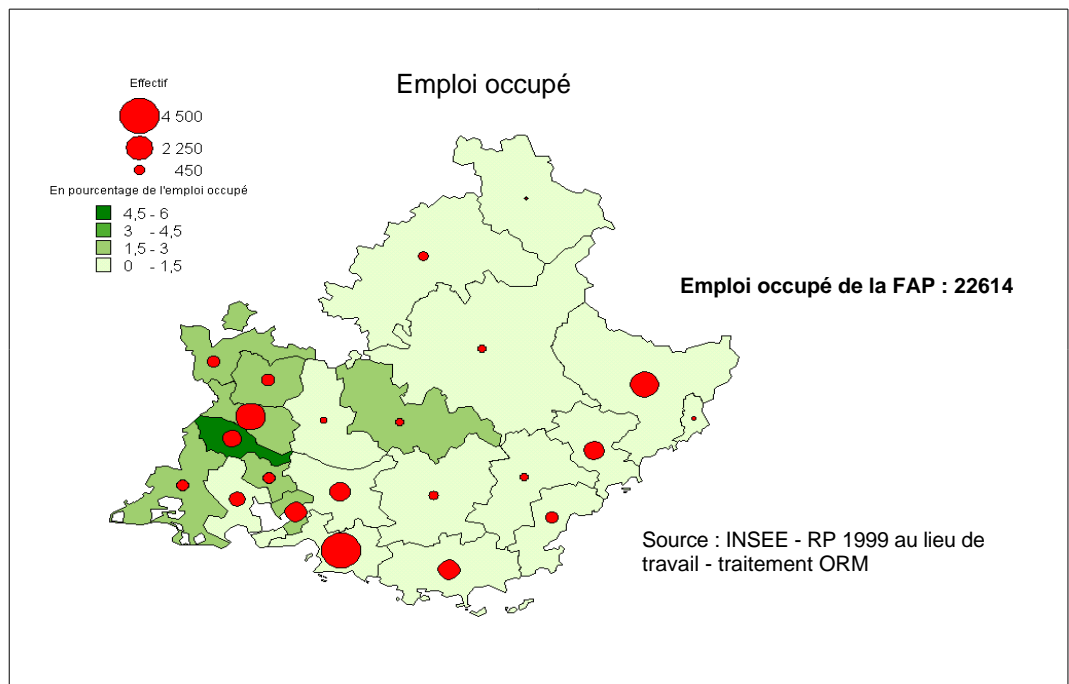 Emploi occupé
Effectif
4 500
2 250
450
En pourcentage de l'emploi occupé
4,5 - 6
3 - 4,5
1,5 - 3
0 - 1,5
Emploi occupé de la FAP : 22614
Source : INSEE - RP 1999 au lieu de
travail - traitement ORM